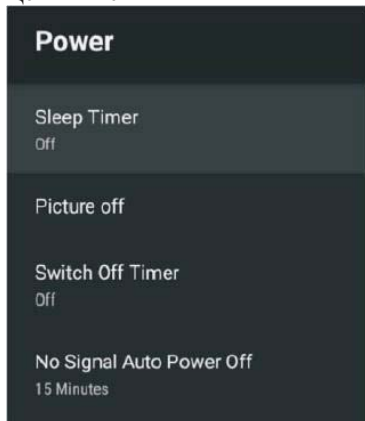 Power
Sleep Timer
Off
Picture off
Switch Off Timer
Off
No Signal Auto Power Off
15 Minutes